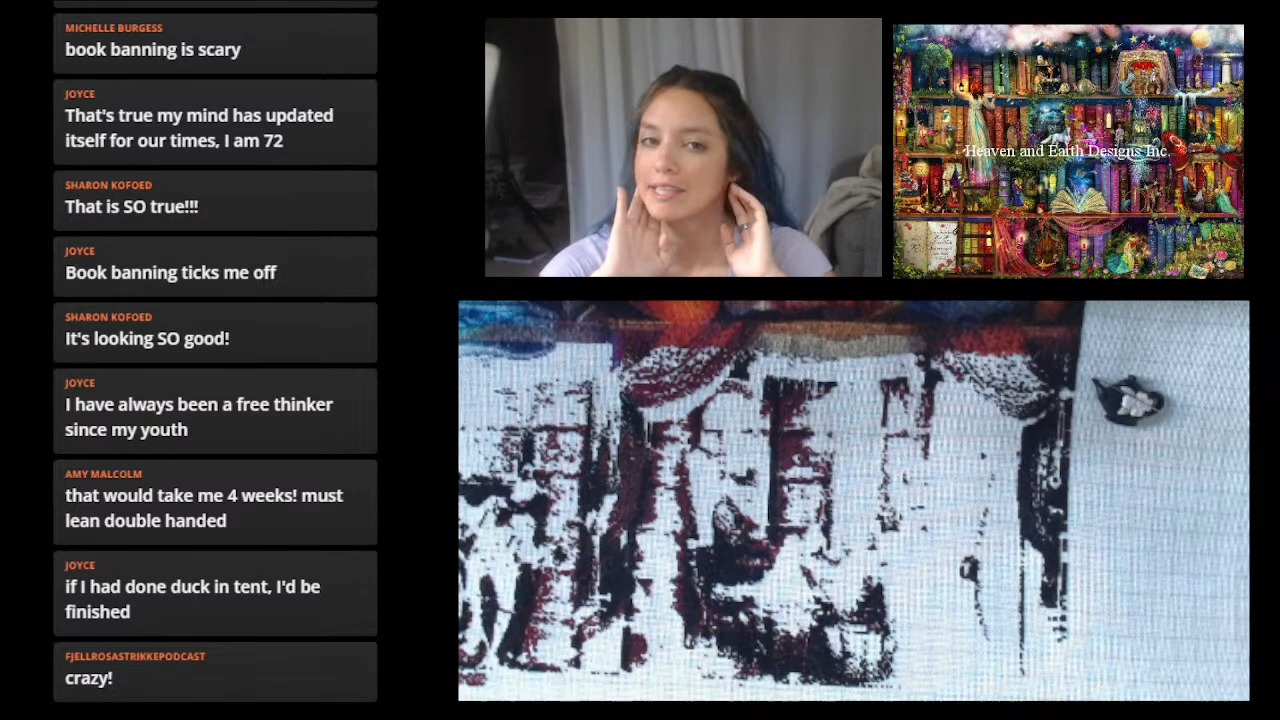 MICHELLE BURGESS
book banning is scary
JOYCE
That's true my mind has updated
itself for our times, I am 72
SHARON KOFOED
That is SO true!!!
JOYCE
Book banning ticks me off
SHARON KOFOED
It's looking SO good!
JOYCE
I have always been a free thinker
since my youth
AMY MALCOLM
that would take me 4 weeks! must
lean double handed
JOYCE
if I had done duck in tent, I'd be
finished
FJELLROSASTRIKKEPODCAST
crazy!
Heaven and Earth Designs Inc.